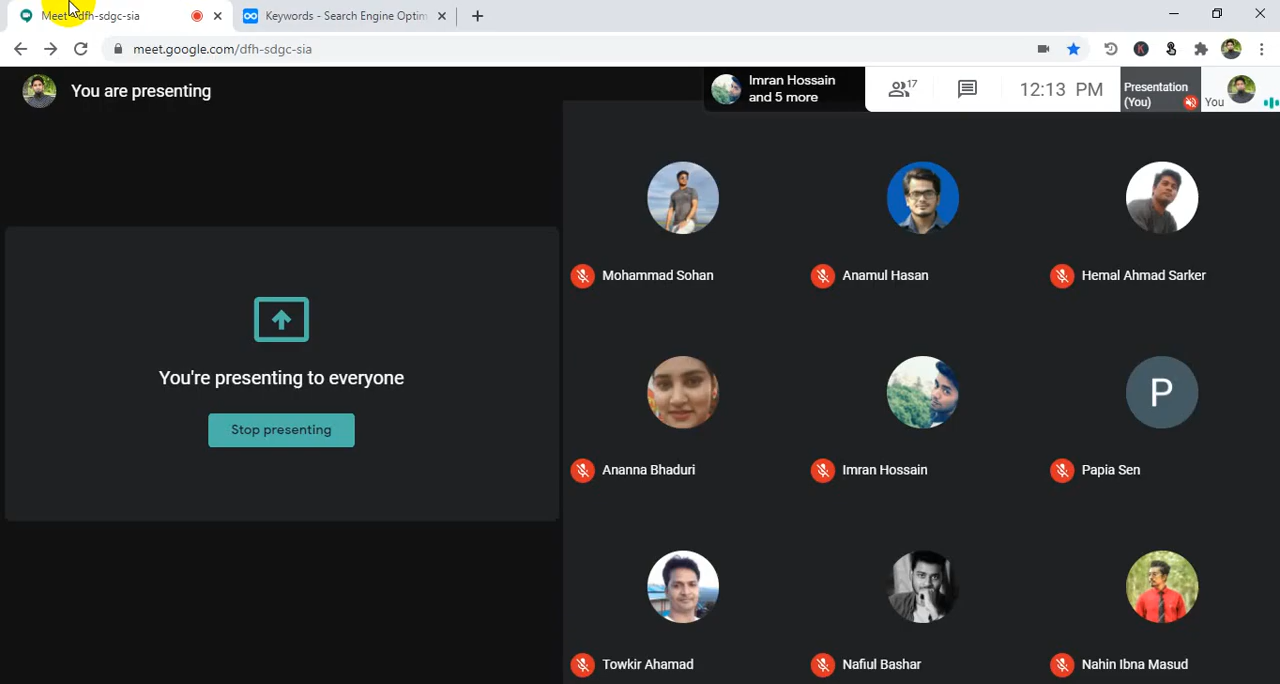 Meet - dfh-sdgc-sia
Keywords - Search Engine Optim
meet.google.com/dfh-sdgc-sia
K
You are presenting
Imran Hossain
and 5 more
17
12:13 PM
Presentation
(You)
You
You're presenting to everyone
Stop presenting
Mohammad Sohan
Anamul Hasan
Hemal Ahmad Sarker
P
Ananna Bhaduri
Imran Hossain
Papia Sen
Towkir Ahamad
Nafiul Bashar
Nahin Ibna Masud